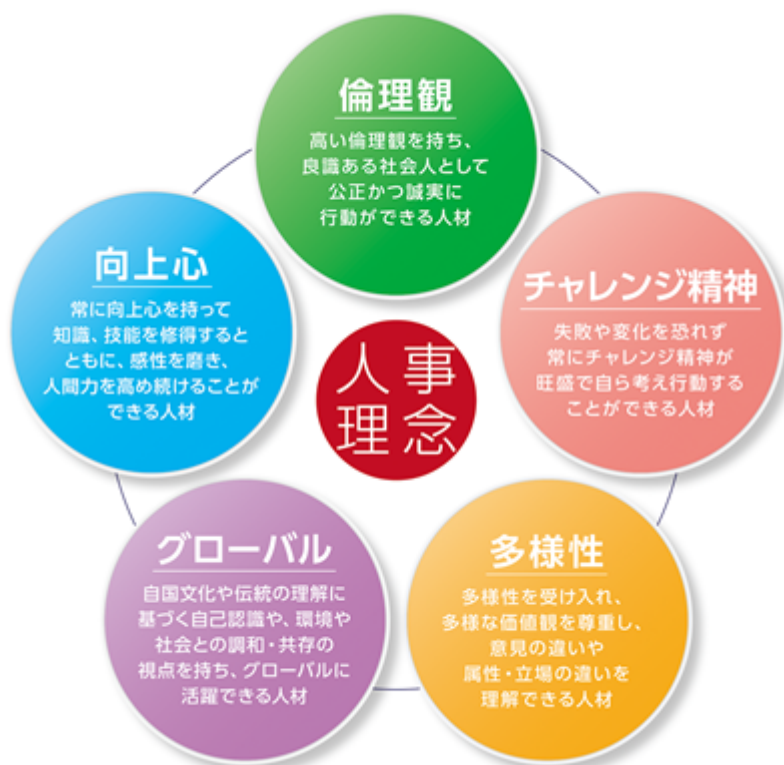 倫理観
高い倫理観を持ち、
良識ある社会人として
公正かつ誠実に
行動ができる人材
チャレンジ精神
失敗や変化を恐れず
常にチャレンジ精神が
旺盛で自ら考え行動する
ことができる人材
多様性
多様性を受け入れ、
多様な価値観を尊重し、
意見の違いや
属性・立場の違いを
理解できる人材
グローバル
自国文化や伝統の理解に
基づく自己認識や、環境や
社会との調和・共存の
視点を持ち、グローバルに
活躍できる人材
向上心
常に向上心を持って
知識、技能を修得すると
ともに、感性を磨き、
人間力を高め続けることが
できる人材
人事
理念